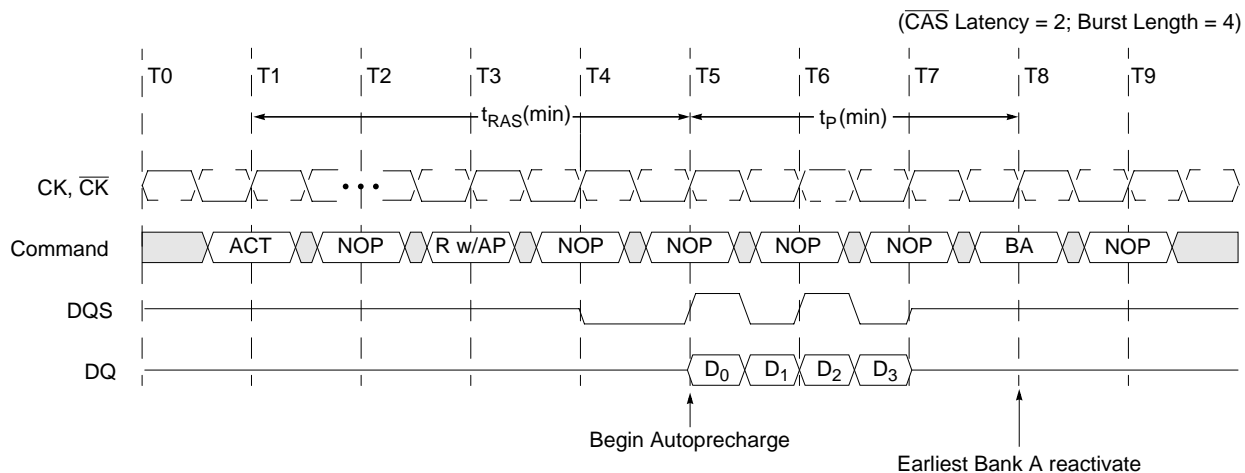 (CAS Latency = 2; Burst Length = 4)
T0 T1 T2 T3 T4 T5 T6 T7 T8 T9
tRAS(min) tP(min)
CK, CK
Command ACT NOP R w/AP NOP NOP NOP NOP BA NOP
DQS
DQ D0 D1 D2 D3
Begin Autoprecharge
Earliest Bank A reactivate